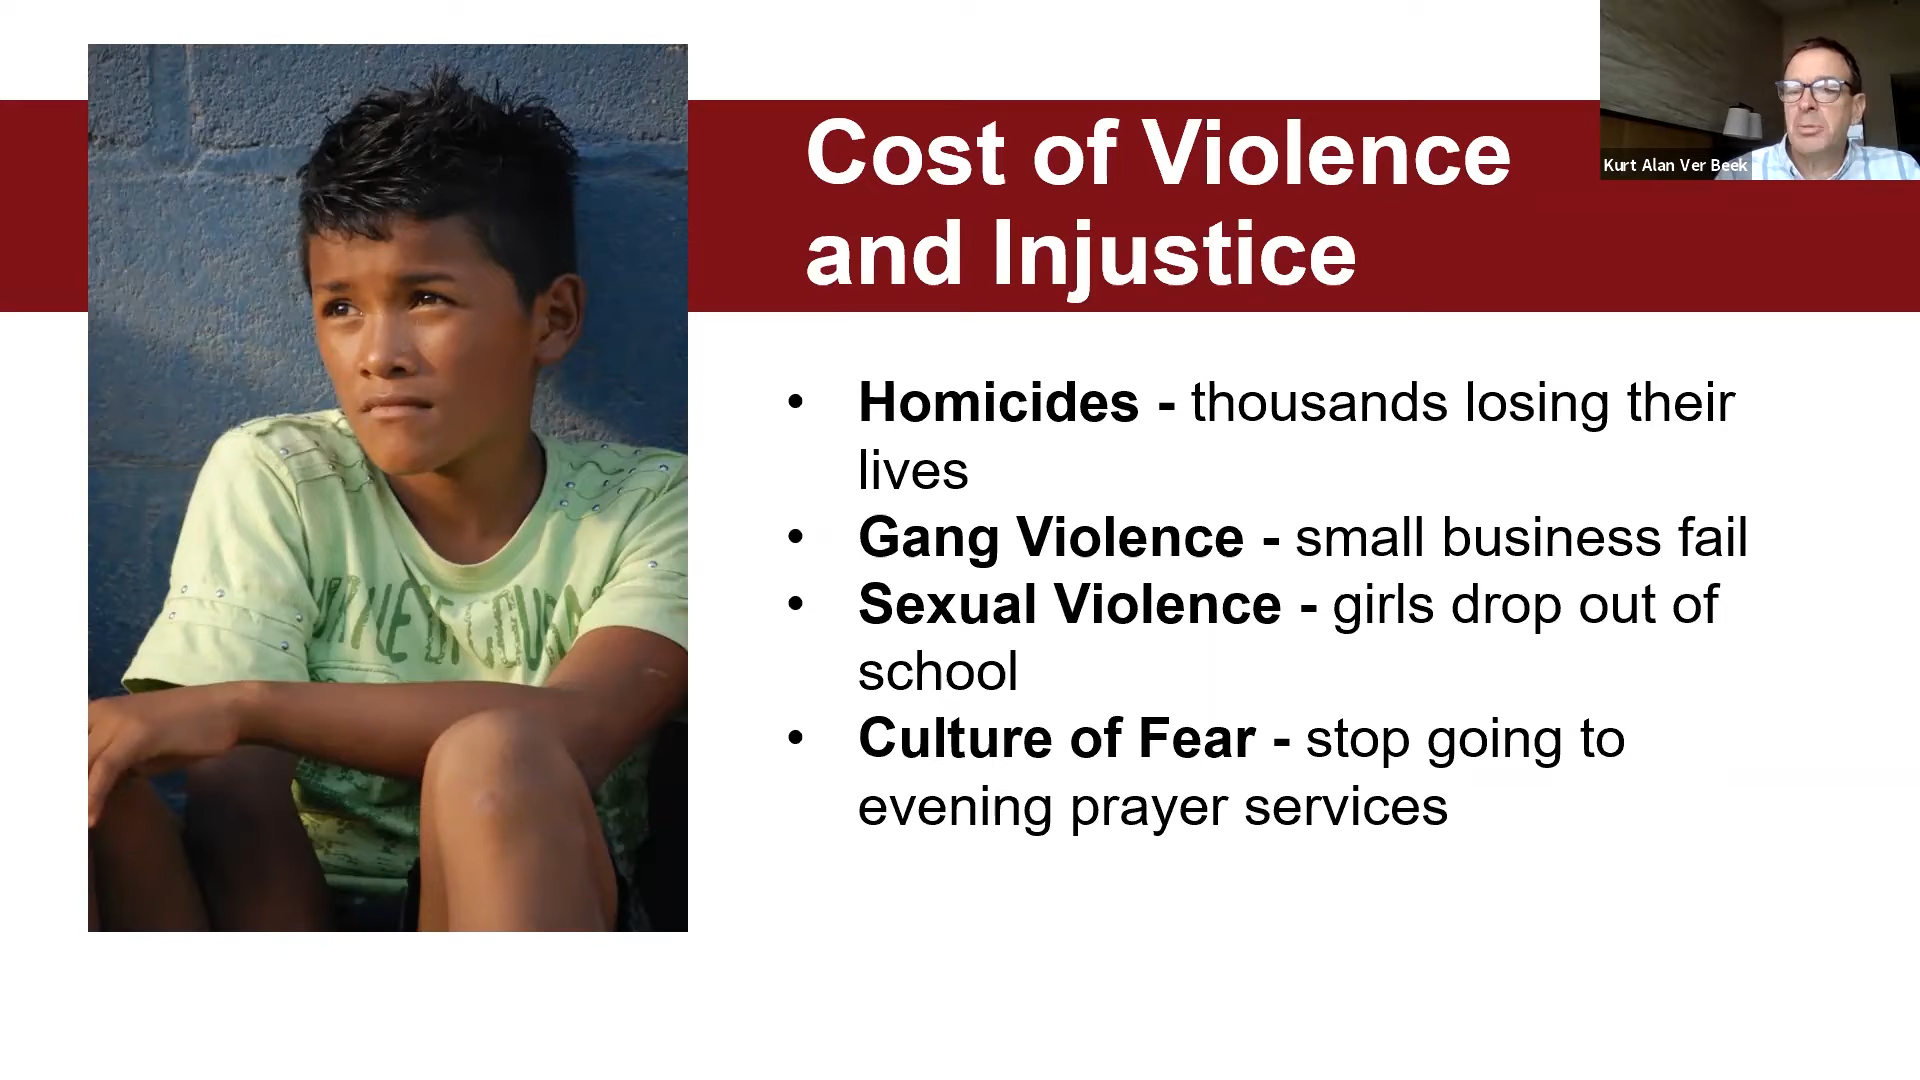 Cost of Violence
and Injustice
Kurt Alan Ver Beek
• Homicides - thousands losing their
lives
• Gang Violence - small business fail
• Sexual Violence - girls drop out of
school
• Culture of Fear - stop going to
evening prayer services